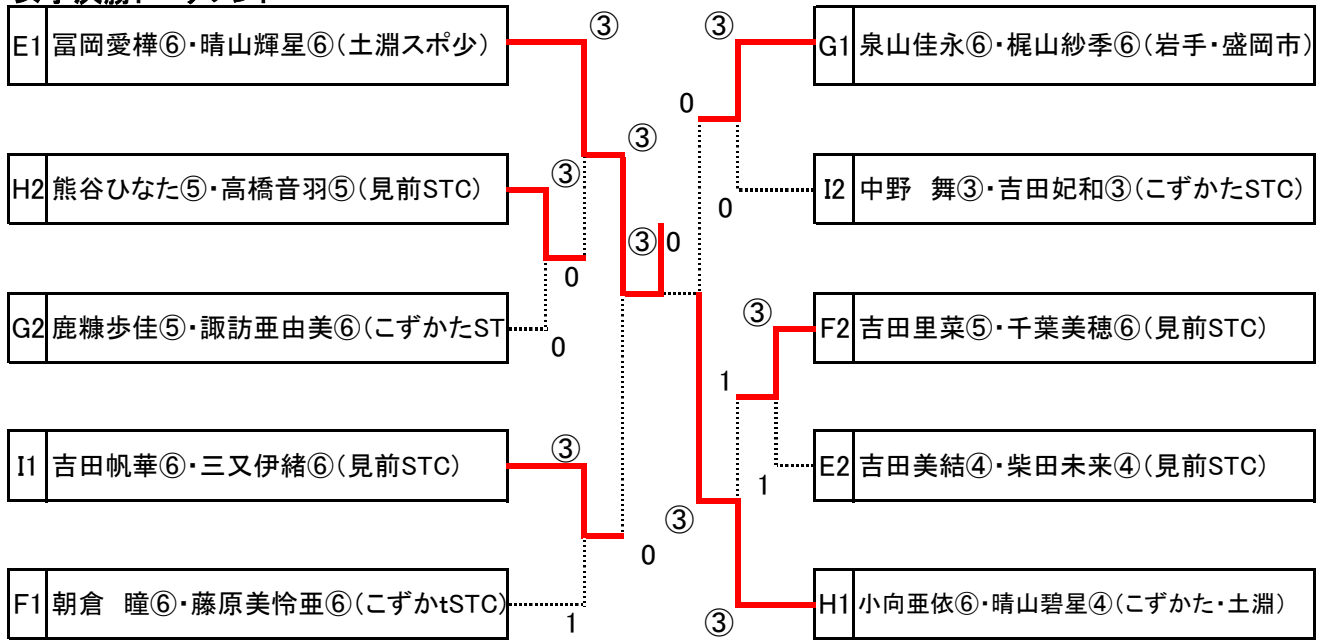 E1 冨岡愛樺⑥・晴山輝星⑥(土淵スポ少)
③
③
G1 泉山佳永⑥・梶山紗季⑥(岩手・盛岡市)
0
③
H2 熊谷ひなた⑤・高橋音羽⑤(見前STC)
③
I2 中野 舞③・吉田妃和③(こずかたSTC)
0
③
0
0
G2 鹿糠歩佳⑤・諏訪亜由美⑥(こずかたST
0
③
F2 吉田里菜⑤・千葉美穂⑥(見前STC)
1
I1 吉田帆華⑥・三又伊緒⑥(見前STC)
③
E2 吉田美結④・柴田未来④(見前STC)
1
③
0
F1 朝倉 瞳⑥・藤原美怜亜⑥(こずかtSTC)
1
③
H1 小向亜依⑥・晴山碧星④(こずかた・土淵)